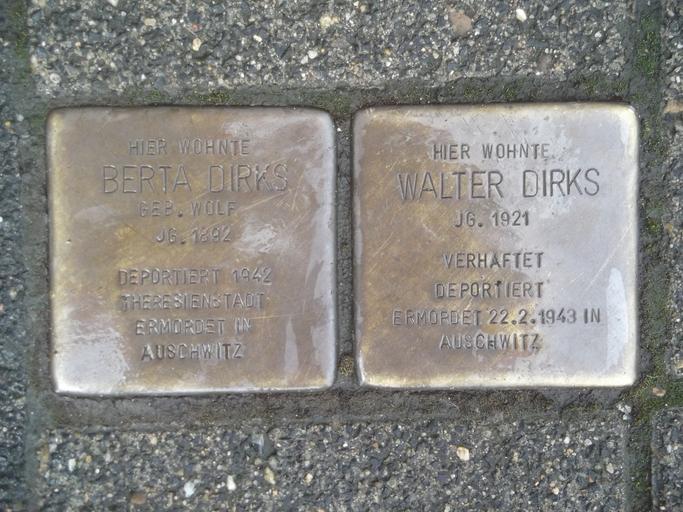 HIER WOHNTE
BERTA DIRKS
GEB. WOLF
JG. 1892
DEPORTIERT 1942
THERESIENSTADT
ERMORDET IN
AUSCHWITZ
HIER WOHNTE
WALTER DIRKS
JG. 1921
VERHAFTET
DEPORTIERT
ERMORDET 22.2.1943 IN
AUSCHWITZ